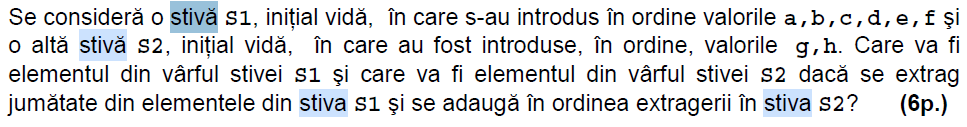 Se consideră o stivă S1, iniţial vidă, în care s-au introdus în ordine valorile a,b,c,d,e,f şi
o altă stivă S2, iniţial vidă, în care au fost introduse, în ordine, valorile g,h. Care va fi
elementul din vârful stivei S1 şi care va fi elementul din vârful stivei S2 dacă se extrag
jumătate din elementele din stiva S1 şi se adaugă în ordinea extragerii în stiva S2? (6p.)